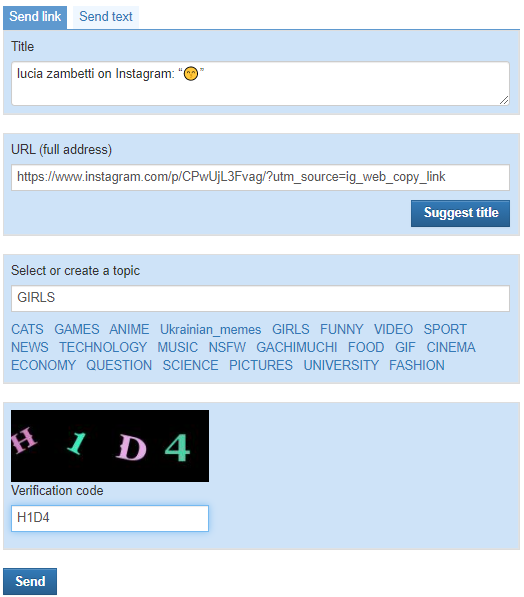 Send link Send text
Title
lucia zambetti on Instagram: “😙”
URL (full address)
https://www.instagram.com/p/CPwUjL3Fvag/?utm_source=ig_web_copy_link
Suggest title
Select or create a topic
GIRLS
CATS GAMES ANIME Ukrainian_memes GIRLS FUNNY VIDEO SPORT
NEWS TECHNOLOGY MUSIC NSFW GACHIMUCHI FOOD GIF CINEMA
ECONOMY QUESTION SCIENCE PICTURES UNIVERSITY FASHION
H1D4
Verification code
H1D4
Send